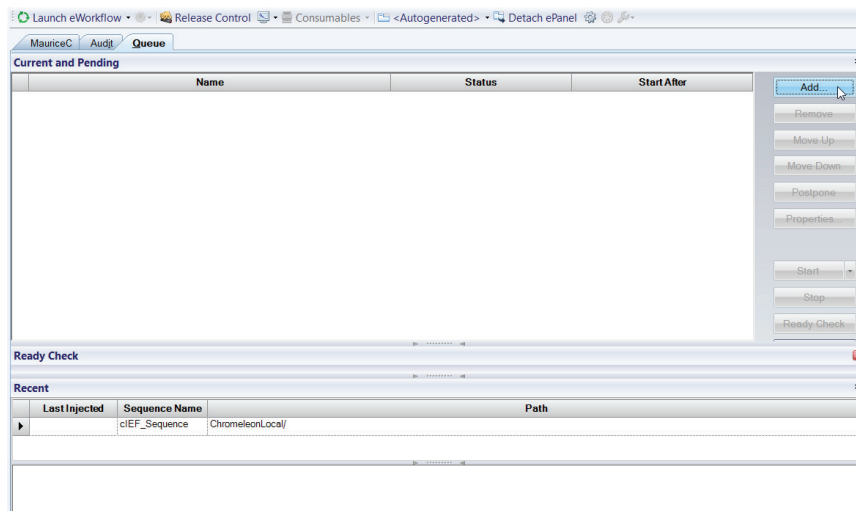 Launch eWorkflow Release Control Consumables <Autogenerated> Detach ePanel
MauriceC Audit Queue
Current and Pending
Name Status Start After
Add...
Remove
Move Up
Move Down
Postpone
Properties...
Start
Stop
Ready Check
Ready Check
Recent
Last Injected Sequence Name Path
cIEF_Sequence ChromeleonLocal/